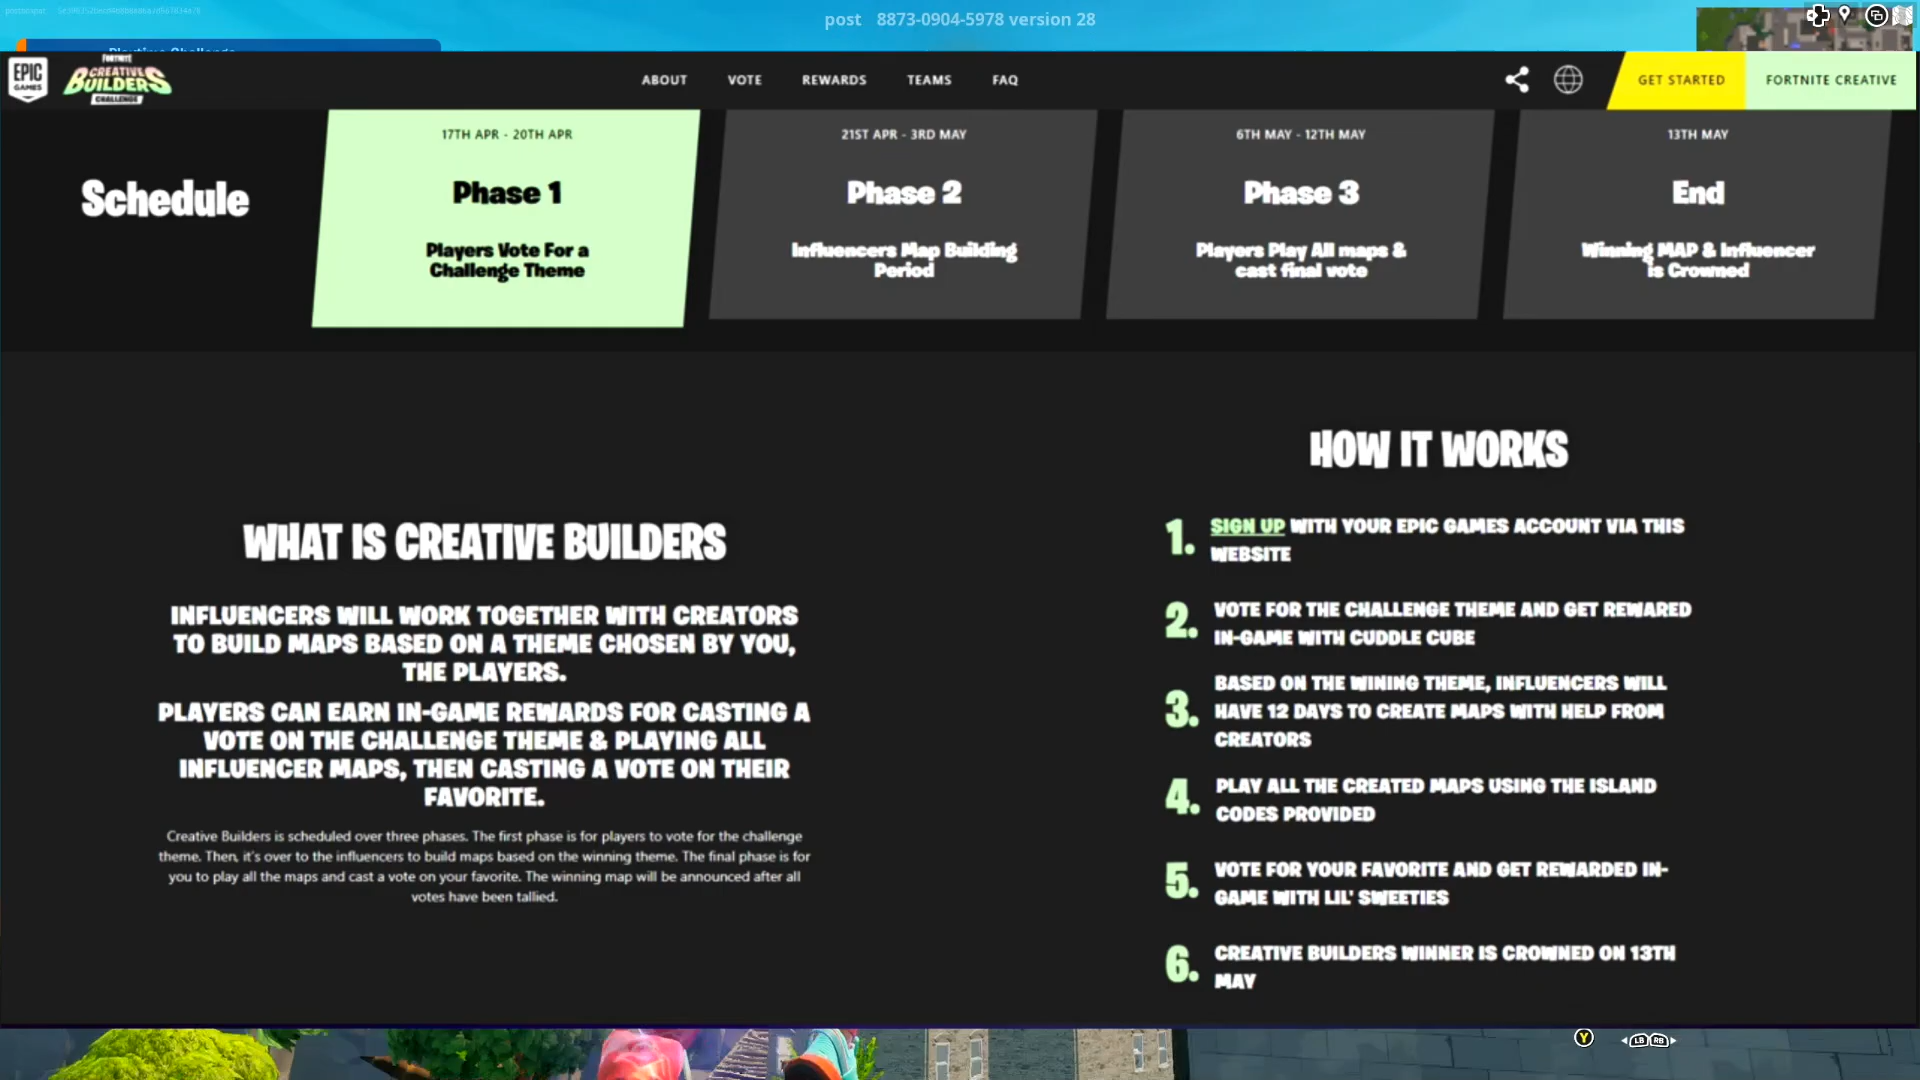 post 8873-0904-5978 version 28
Playtime Challenge
EPIC
GAMES
FORTNITE
CREATIVE
BUILDERS
CHALLENGE
ABOUT VOTE REWARDS TEAMS FAQ
GET STARTED
FORTNITE CREATIVE
Schedule
17TH APR - 20TH APR
Phase 1
Players Vote For a
Challenge Theme
21ST APR - 3RD MAY
Phase 2
Influencers Map Building
Period
6TH MAY - 12TH MAY
Phase 3
Players Play All maps &
cast final vote
13TH MAY
End
Winning MAP & Influencer
is Crowned
WHAT IS CREATIVE BUILDERS
INFLUENCERS WILL WORK TOGETHER WITH CREATORS
TO BUILD MAPS BASED ON A THEME CHOSEN BY YOU,
THE PLAYERS.
PLAYERS CAN EARN IN-GAME REWARDS FOR CASTING A
VOTE ON THE CHALLENGE THEME & PLAYING ALL
INFLUENCER MAPS, THEN CASTING A VOTE ON THEIR
FAVORITE.
Creative Builders is scheduled over three phases. The first phase is for players to vote for the challenge
theme. Then, it's over to the influencers to build maps based on the winning theme. The final phase is for
you to play all the maps and cast a vote on your favorite. The winning map will be announced after all
votes have been tallied.
HOW IT WORKS
1. SIGN UP WITH YOUR EPIC GAMES ACCOUNT VIA THIS
WEBSITE
2. VOTE FOR THE CHALLENGE THEME AND GET REWARED
IN-GAME WITH CUDDLE CUBE
3. BASED ON THE WINING THEME, INFLUENCERS WILL
HAVE 12 DAYS TO CREATE MAPS WITH HELP FROM
CREATORS
4. PLAY ALL THE CREATED MAPS USING THE ISLAND
CODES PROVIDED
5. VOTE FOR YOUR FAVORITE AND GET REWARDED IN-
GAME WITH LIL' SWEETIES
6. CREATIVE BUILDERS WINNER IS CROWNED ON 13TH
MAY
Y
LB RB